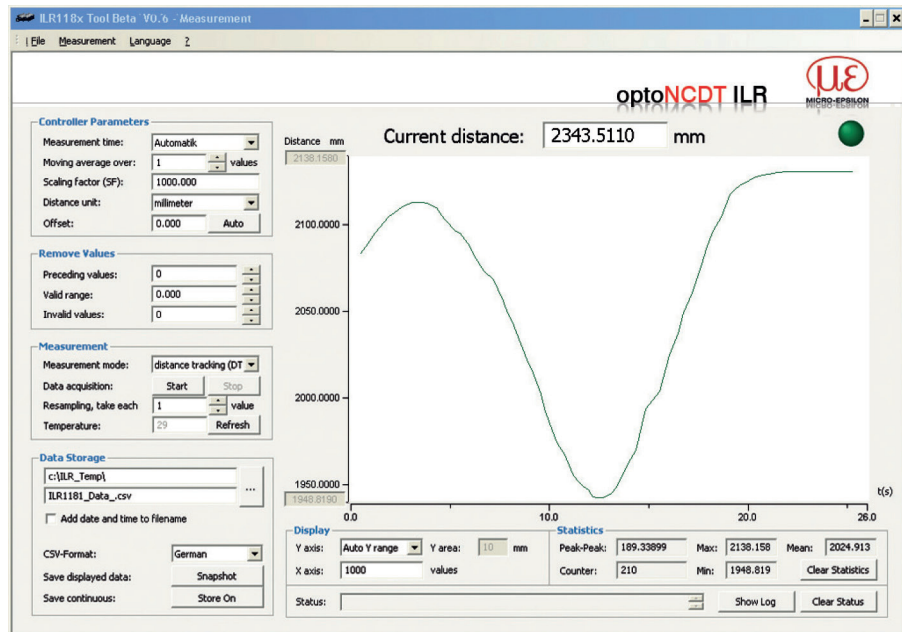 ILR118x Tool Beta V0.6 - Measurement
File Measurement Language ?
optoNCDT ILR
με
MICRO-EPSILON
Controller Parameters
Measurement time: Automatik
Moving average over: 1 values
Scaling factor (SF): 1000.000
Distance unit: milimeter
Offset: 0.000 Auto
Remove Values
Preceding values: 0
Valid range: 0.000
Invalid values: 0
Measurement
Measurement mode: distance tracking (DT
Data acquisition: Start Stop
Resampling, take each 1 value
Temperature: 29 Refresh
Data Storage
c:\ILR_Temp\
ILR1181_Data_.csv
...
Add date and time to filename
CSV-Format: German
Save displayed data: Snapshot
Save continuous: Store On
Distance mm
Current distance: 2343.5110 mm
2138.1580
2100.0000
2050.0000
2000.0000
1950.0000
1948.8190
0.0 10.0 20.0 26.0
t(s)
Display
Y axis: Auto Y range Y area: 10 mm
X axis: 1000 values
Statistics
Peak-Peak: 189.33899 Max: 2138.158 Mean: 2024.913
Counter: 210 Min: 1948.819 Clear Statistics
Status: Show Log Clear Status